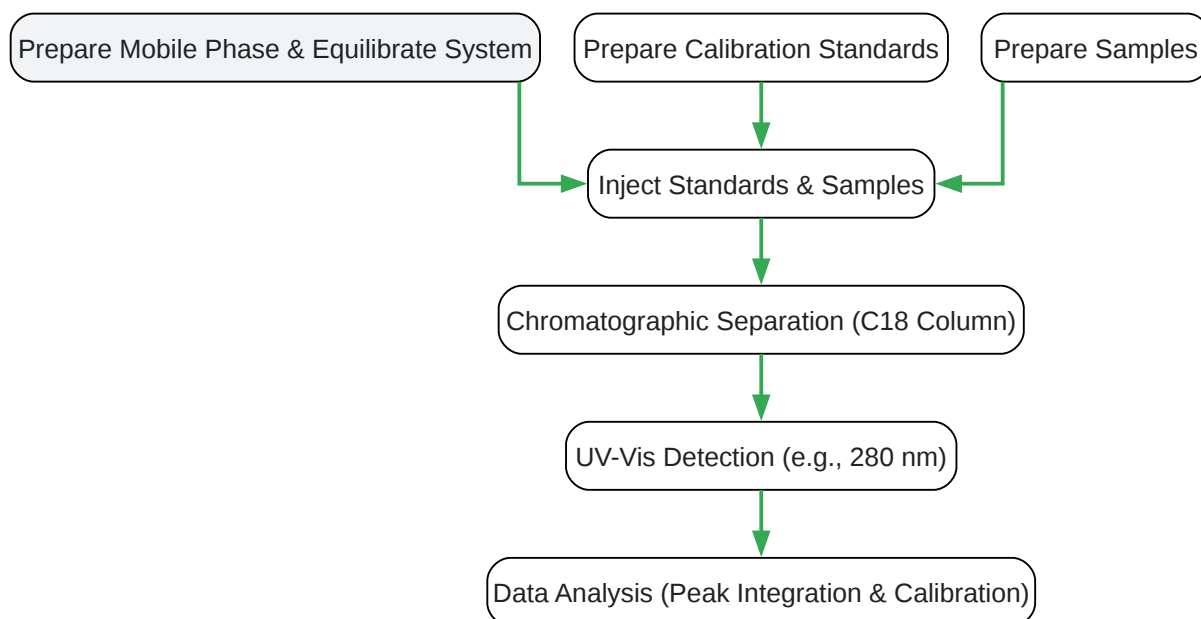 Prepare Mobile Phase & Equilibrate System
Prepare Calibration Standards
Prepare Samples
Inject Standards & Samples
Chromatographic Separation (C18 Column)
UV-Vis Detection (e.g., 280 nm)
Data Analysis (Peak Integration & Calibration)